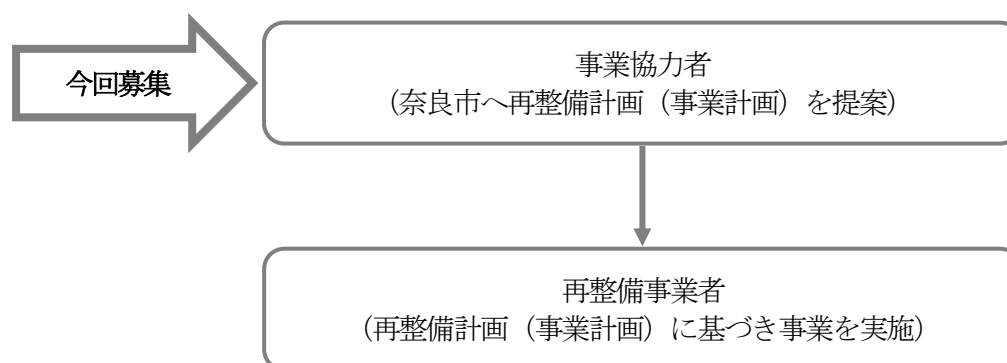 今回募集
事業協力者
（奈良市へ再整備計画（事業計画）を提案）
再整備事業者
（再整備計画（事業計画）に基づき事業を実施）